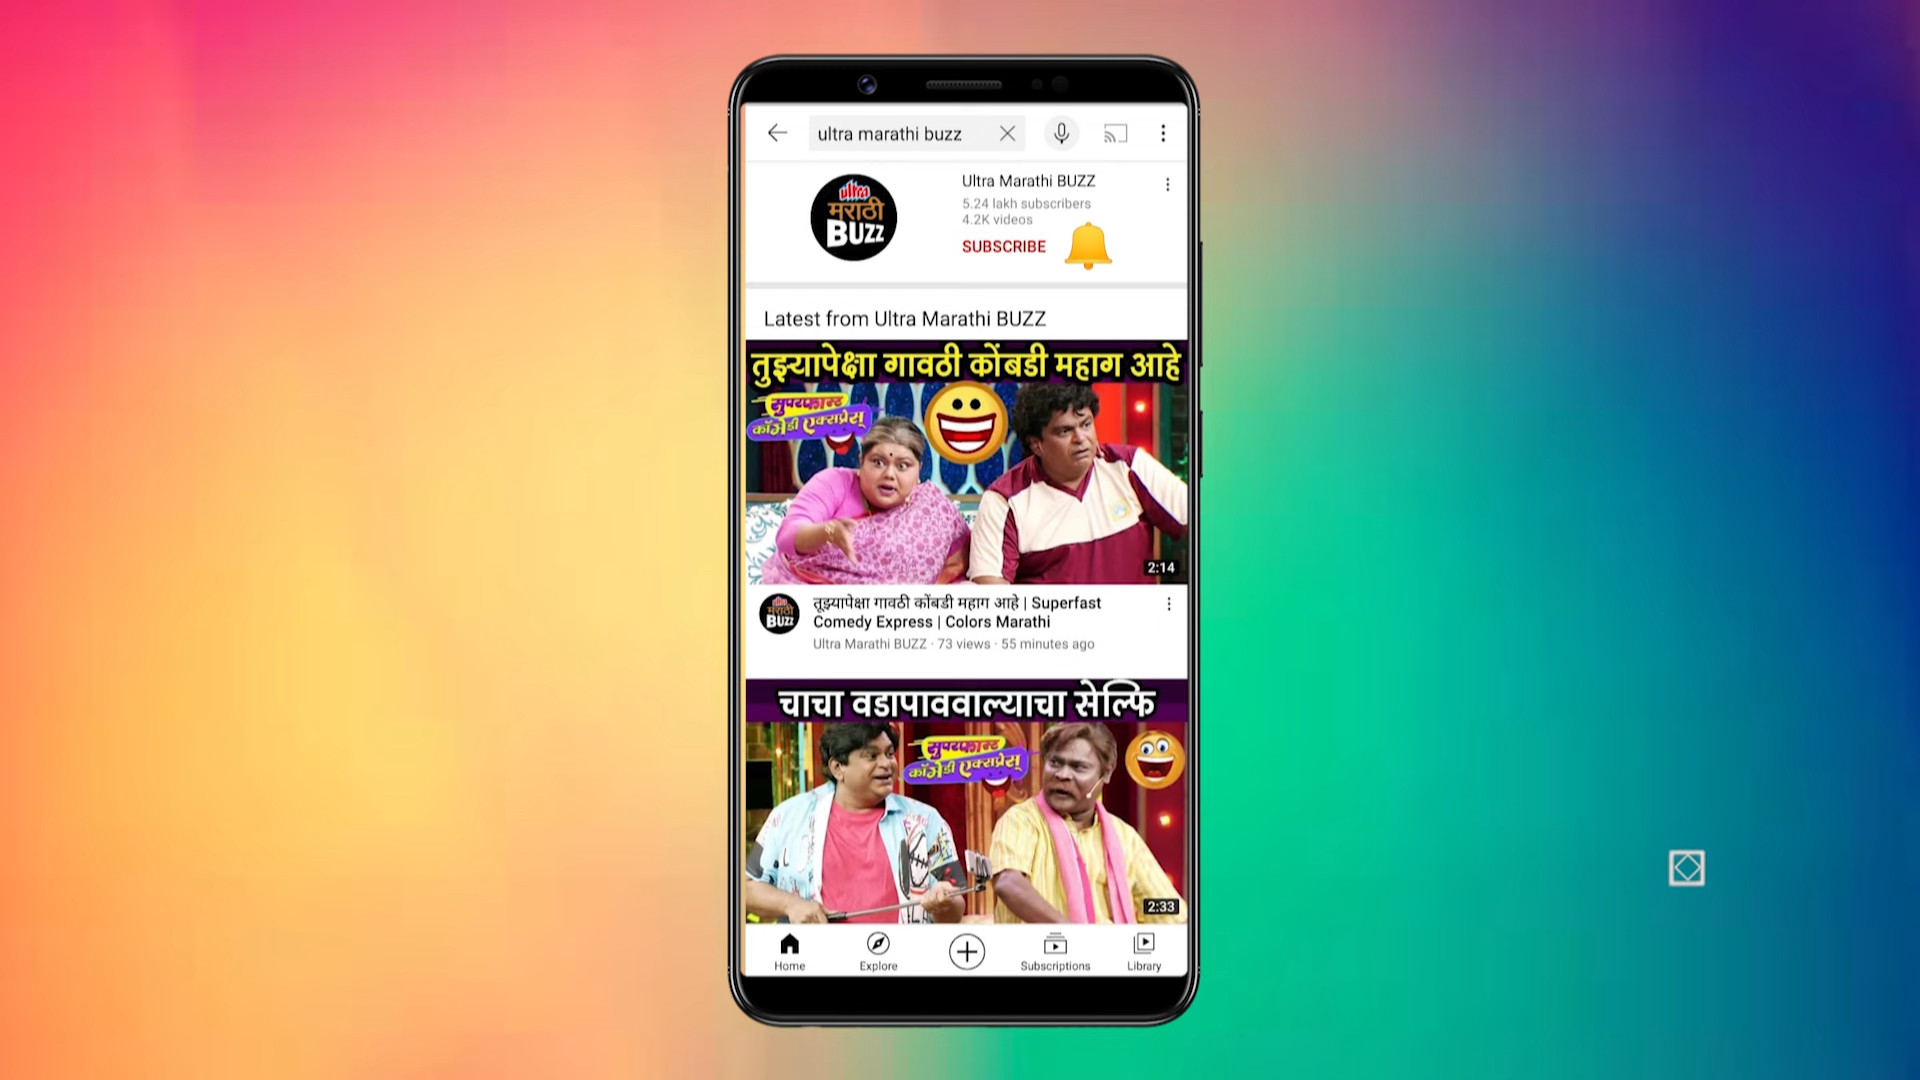 ultra marathi buzz
ultra
मराठी
BUZZ
Ultra Marathi BUZZ
5.24 lakh subscribers
4.2K videos
SUBSCRIBE
Latest from Ultra Marathi BUZZ
तुझ्यापेक्षा गावठी कोंबडी महाग आहे
सुपरफास्ट
कॉमेडी एक्सप्रेस्
2:14
ultra
मराठी
BUZZ
तूझ्यापेक्षा गावठी कोंबडी महाग आहे | Superfast
Comedy Express | Colors Marathi
Ultra Marathi BUZZ · 73 views · 55 minutes ago
चाचा वडापाववाल्याचा सेल्फि
सुपरफास्ट
कॉमेडी एक्सप्रेस्
2:33
Home Explore Subscriptions Library